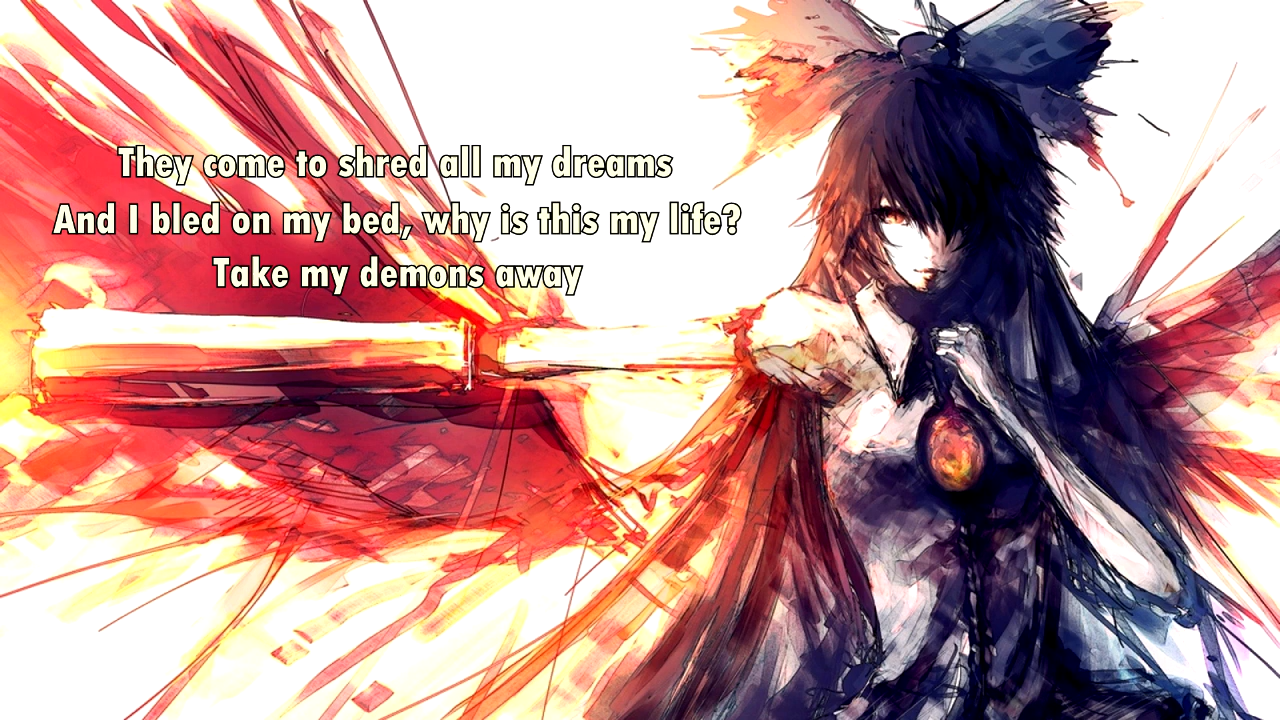 They come to shred all my dreams
And I bled on my bed, why is this my life?
Take my demons away